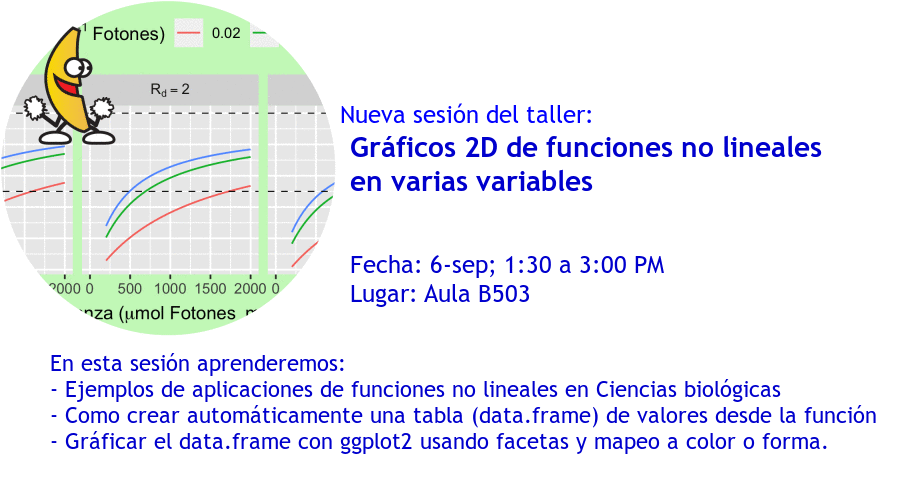 -1 Fotones) 0.02
Rd = 2
2000 0 500 1000 1500 2000 0
nza (μmol Fotones m
Nueva sesión del taller:
Gráficos 2D de funciones no lineales
en varias variables
Fecha: 6-sep; 1:30 a 3:00 PM
Lugar: Aula B503
En esta sesión aprenderemos:
- Ejemplos de aplicaciones de funciones no lineales en Ciencias biológicas
- Como crear automáticamente una tabla (data.frame) de valores desde la función
- Gráficar el data.frame con ggplot2 usando facetas y mapeo a color o forma.